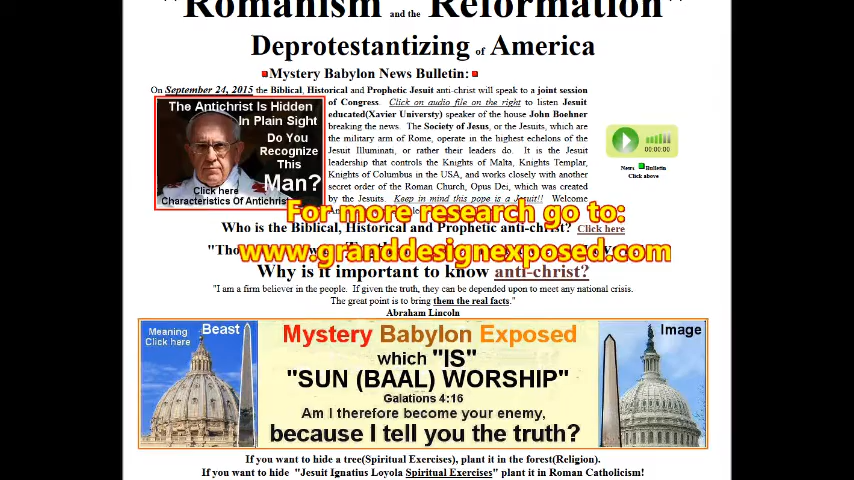 "Romanism and the Reformation"
Deprotestantizing of America
Mystery Babylon News Bulletin:
On September 24, 2015 the Biblical, Historical and Prophetic Jesuit anti-christ will speak to a joint session
of Congress. Click on audio file on the right to listen Jesuit
educated(Xavier Universty) speaker of the house John Boehner
breaking the news. The Society of Jesus, or the Jesuits, which are
the military arm of Rome, operate in the highest echelons of the
Jesuit Illuminati, or rather their leaders do. It is the Jesuit
leadership that controls the Knights of Malta, Knights Templar,
Knights of Columbus in the USA, and works closely with another
secret order of the Roman Church, Opus Dei, which was created
by the Jesuits. Keep in mind this pope is a Jesuit!! Welcome
The Antichrist Is Hidden
In Plain Sight
Do You
Recognize
This
Man?
Click here
Characteristics Of Antichrist
00:00:00
News Bulletin
Click above
For more research go to:
www.granddesignexposed.com
Who is the Biblical, Historical and Prophetic anti-christ? Click here
Why is it important to know anti-christ?
"I am a firm believer in the people. If given the truth, they can be depended upon to meet any national crisis.
The great point is to bring them the real facts."
Abraham Lincoln
Meaning
Click here
Beast
Mystery Babylon Exposed
which "IS"
"SUN (BAAL) WORSHIP"
Galations 4:16
Am I therefore become your enemy,
because I tell you the truth?
Image
If you want to hide a tree(Spiritual Exercises), plant it in the forest(Religion).
If you want to hide "Jesuit Ignatius Loyola Spiritual Exercises" plant it in Roman Catholicism!